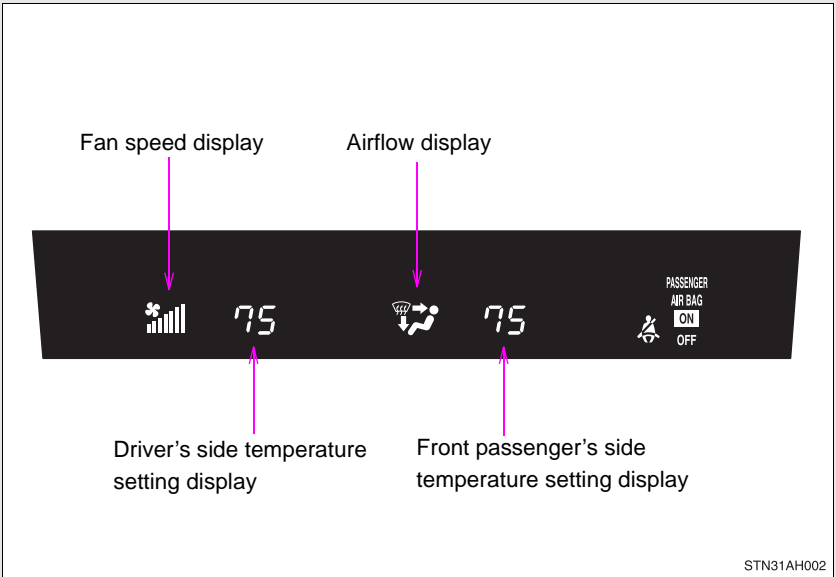 Fan speed display
Airflow display
PASSENGER
AIR BAG
75
75
ON
OFF
Driver’s side temperature
setting display
Front passenger’s side
temperature setting display
STN31AH002